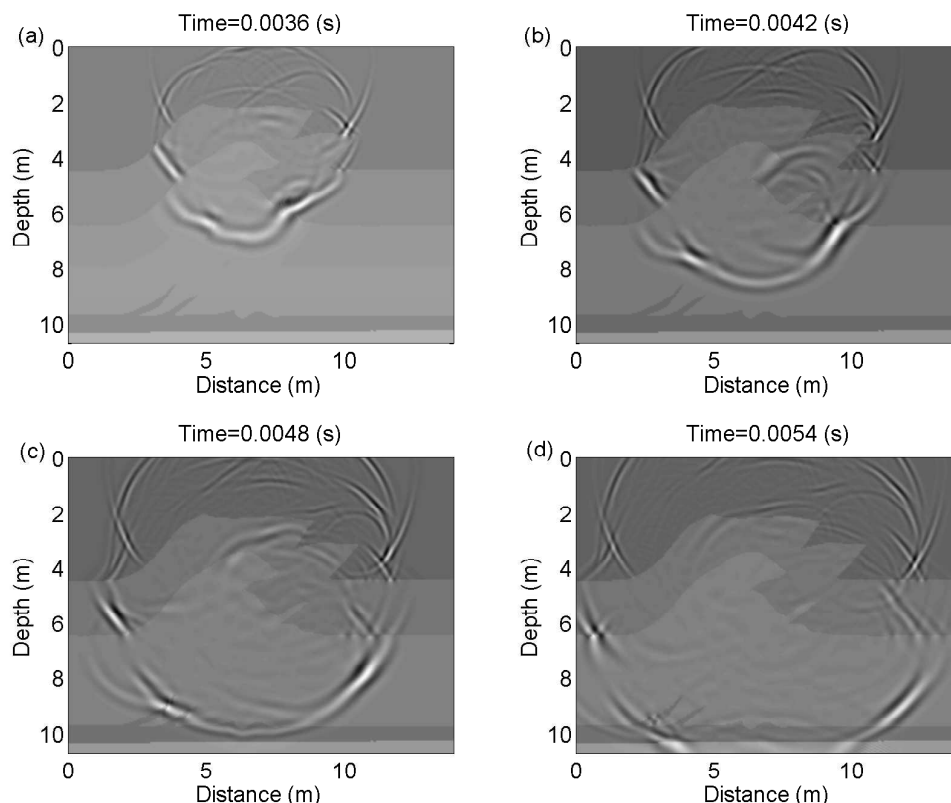 (a) Time=0.0036 (s)
0
2
4
6
8
10
Depth (m)
0 5 10
Distance (m)
(b) Time=0.0042 (s)
0
2
4
6
8
10
Depth (m)
0 5 10
Distance (m)
(c) Time=0.0048 (s)
0
2
4
6
8
10
Depth (m)
0 5 10
Distance (m)
(d) Time=0.0054 (s)
0
2
4
6
8
10
Depth (m)
0 5 10
Distance (m)